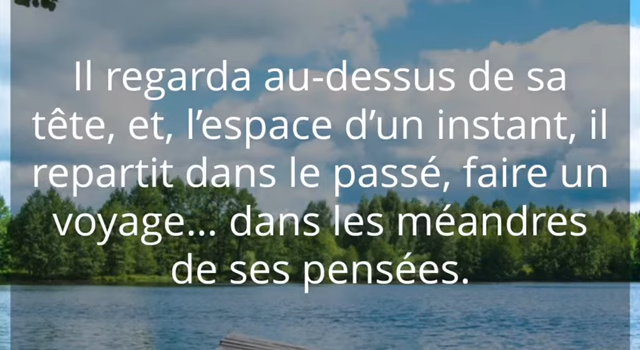 Il regarda au-dessus de sa
tête, et, l’espace d’un instant, il
repartit dans le passé, faire un
voyage... dans les méandres
de ses pensées.